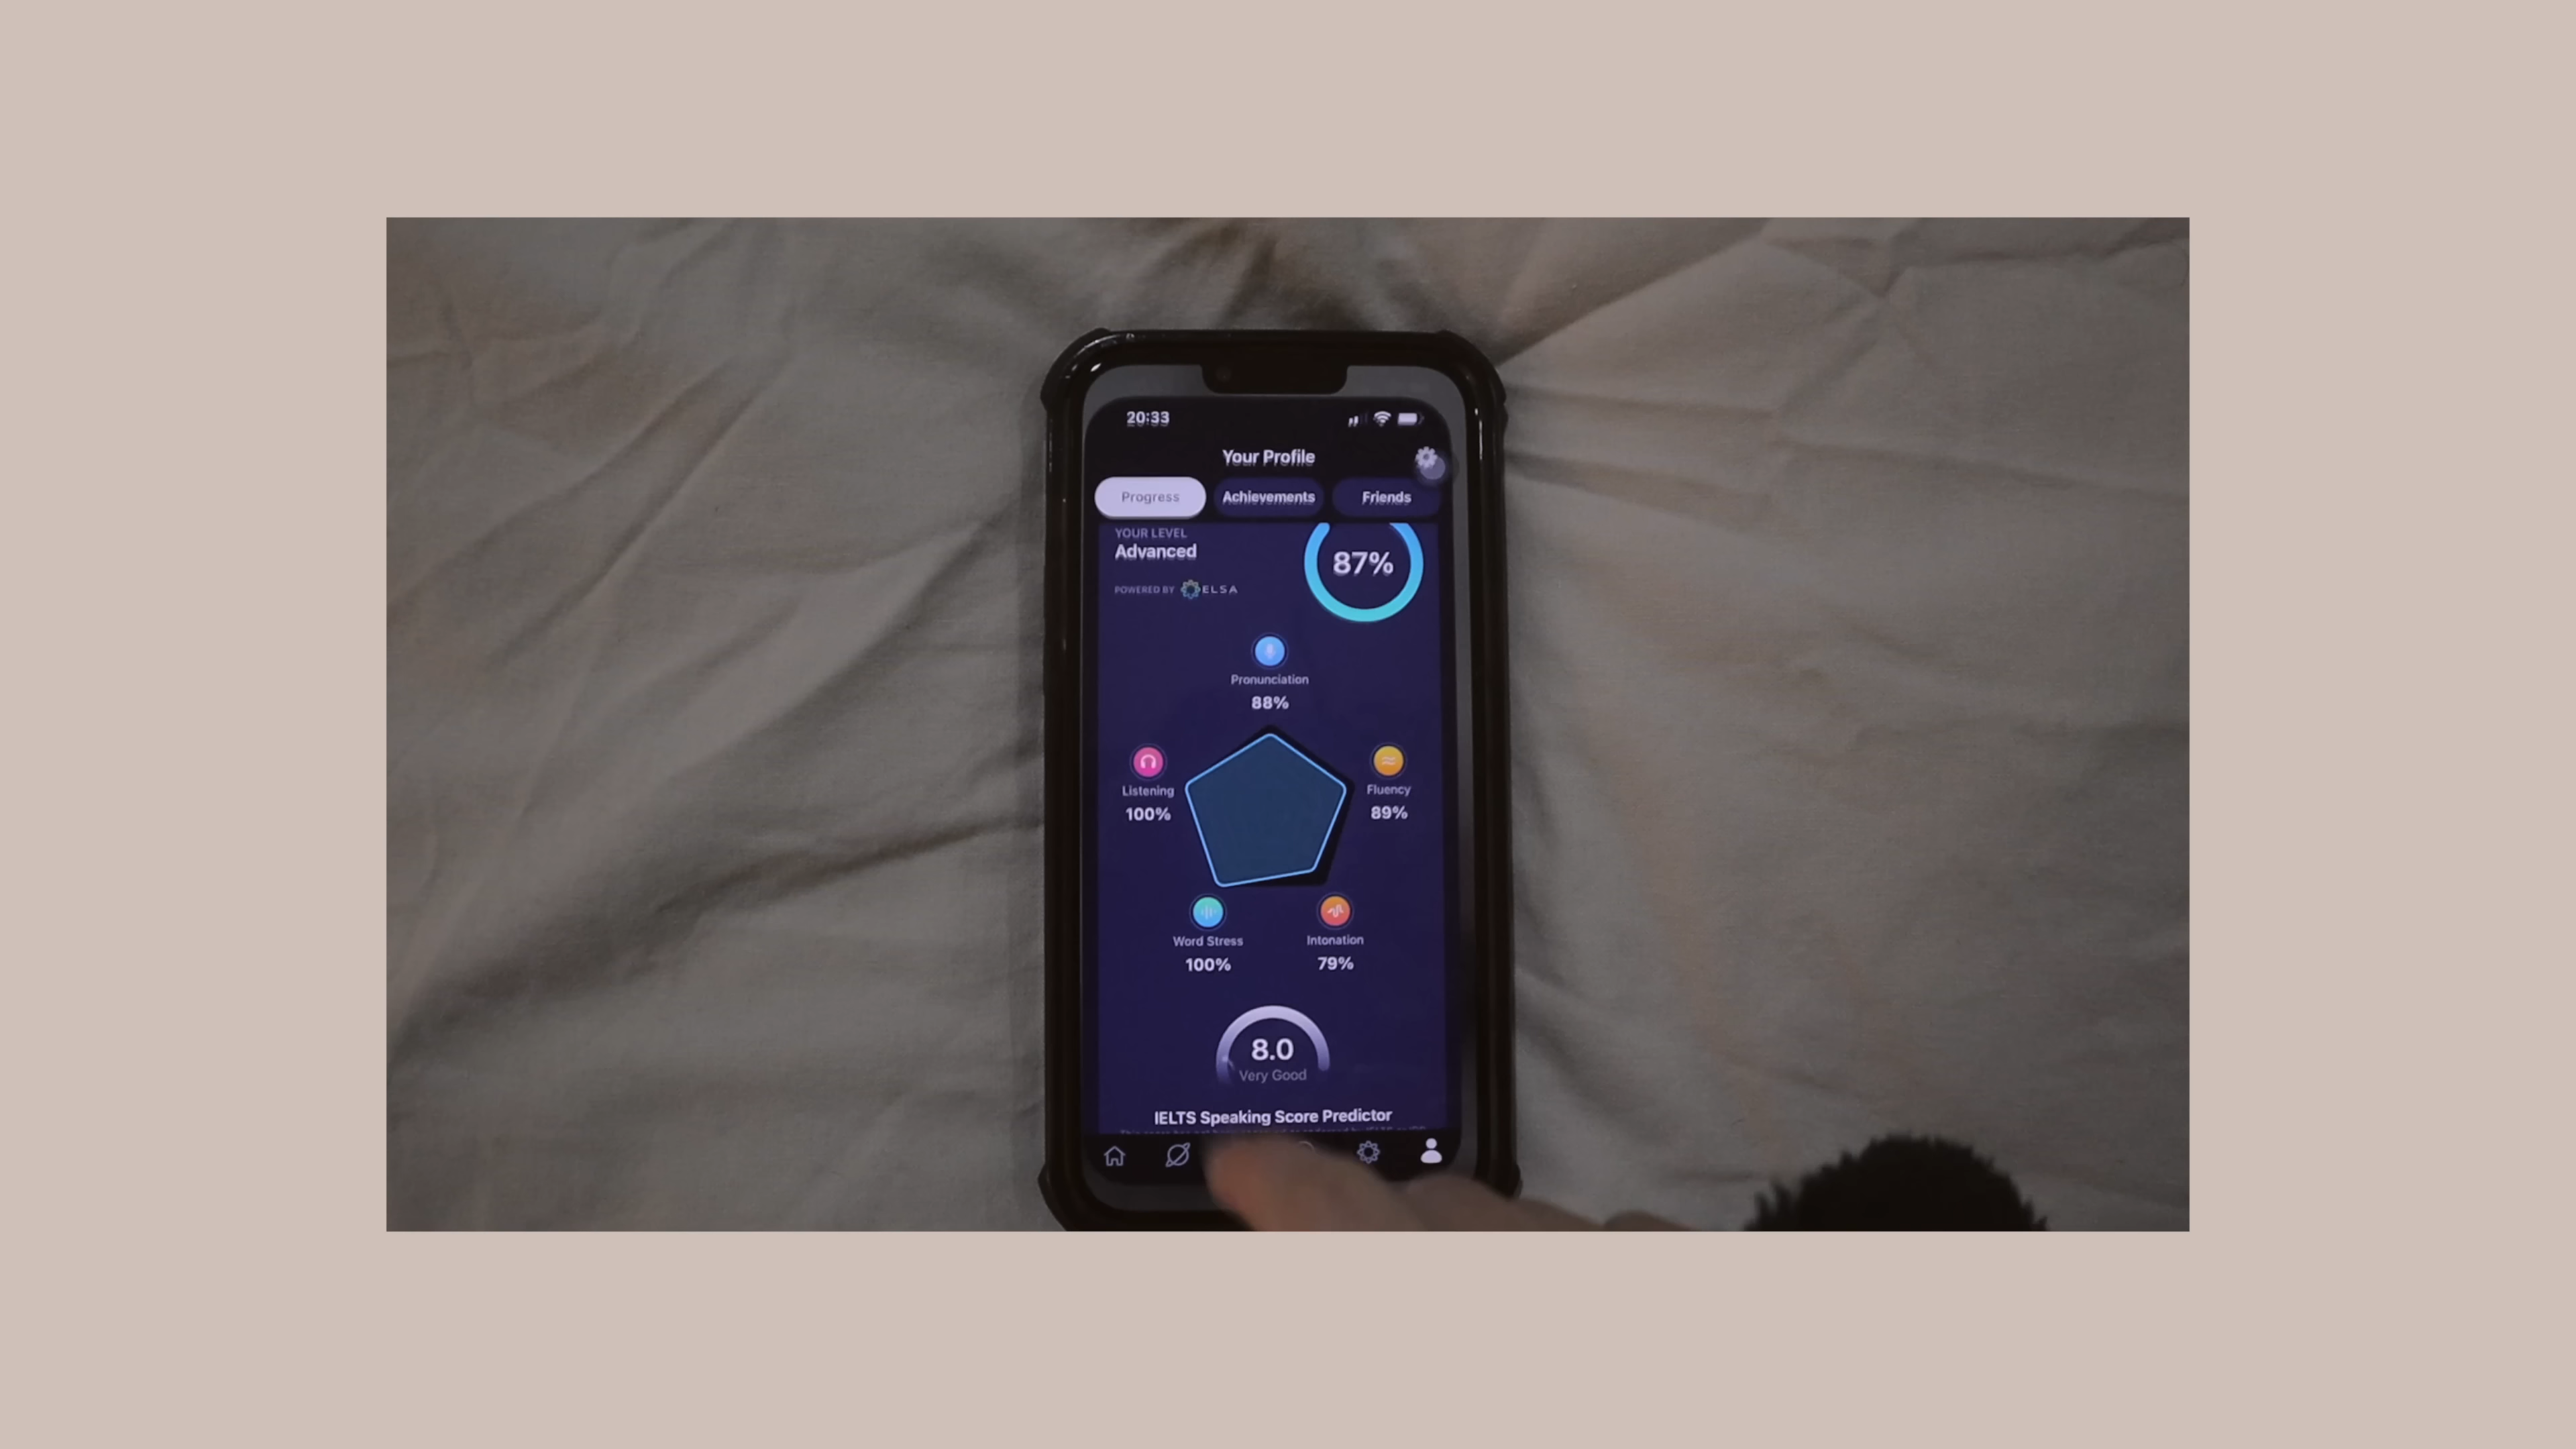 20:33
Your Profile
Progress
Achievements
Friends
YOUR LEVEL
Advanced
87%
POWERED BY ELSA
Pronunciation
88%
Listening
100%
Fluency
89%
Word Stress
100%
Intonation
79%
8.0
Very Good
IELTS Speaking Score Predictor